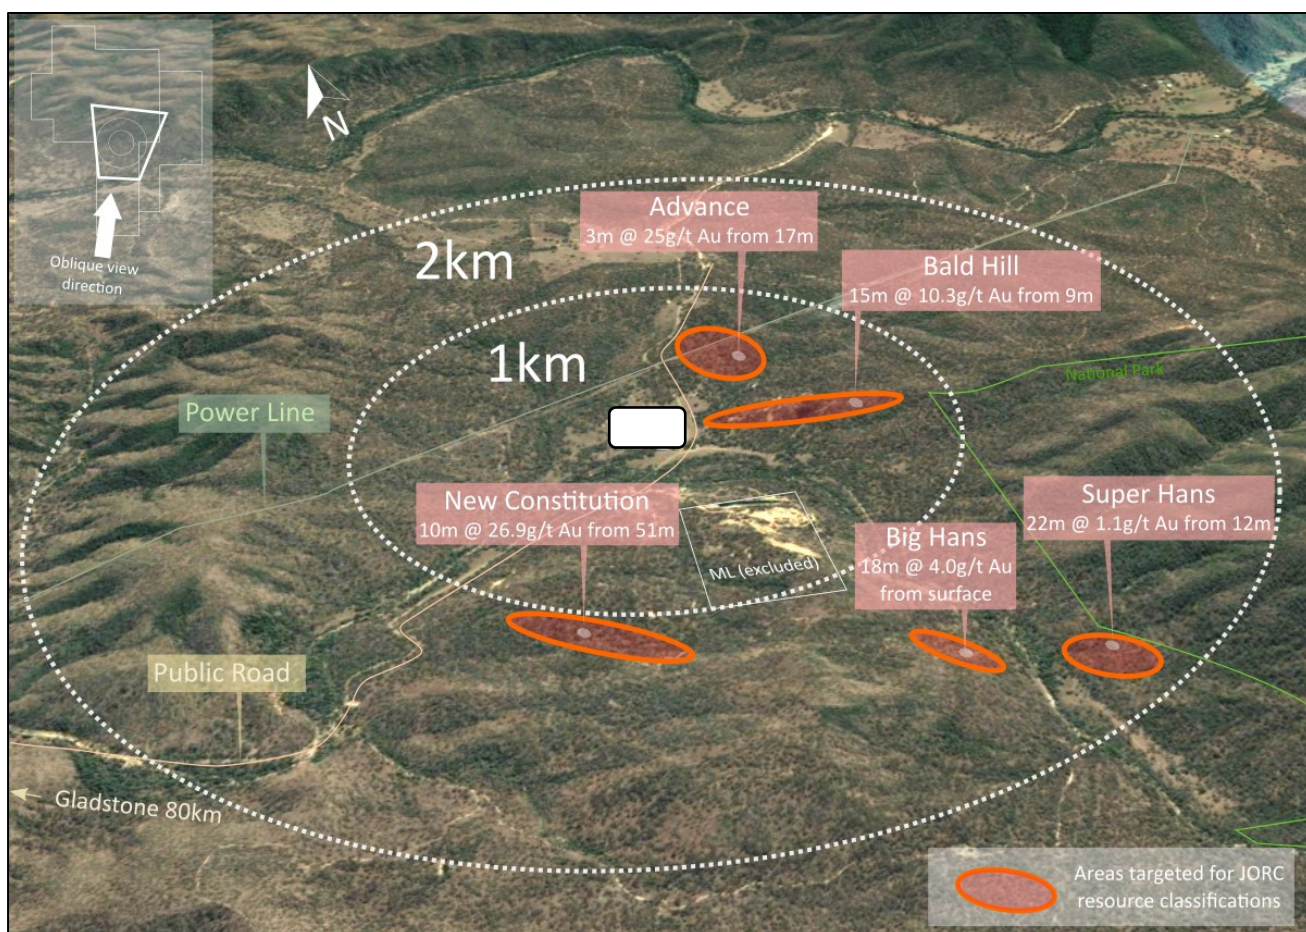 N
Oblique view
direction
Advance
3m @ 25g/t Au from 17m
2km
Bald Hill
15m @ 10.3g/t Au from 9m
1km
National Park
Power Line
New Constitution
10m @ 26.9g/t Au from 51m
Super Hans
22m @ 1.1g/t Au from 12m
Big Hans
18m @ 4.0g/t Au
from surface
ML (excluded)
Public Road
Gladstone 80km
Areas targeted for JORC
resource classifications